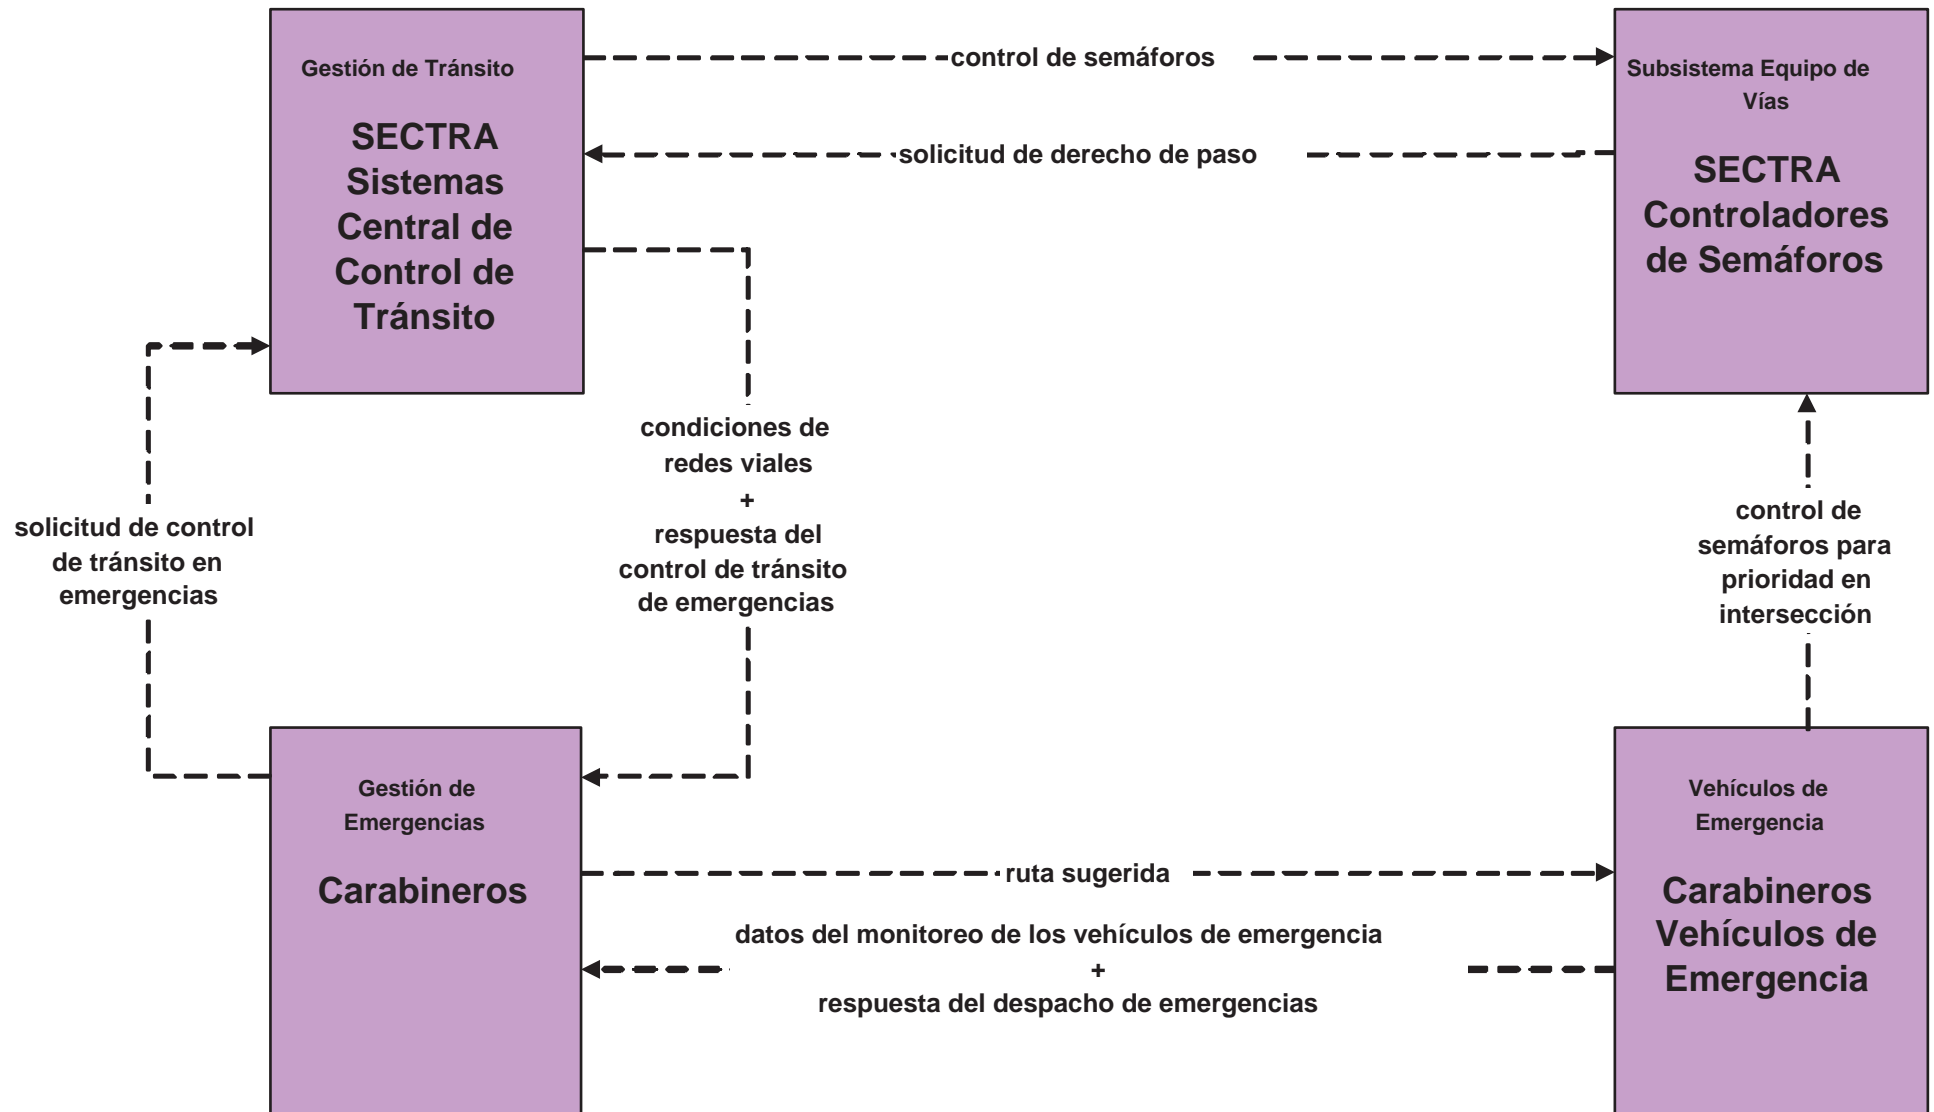 Gestión de Tránsito
SECTRA
Sistemas
Central de
Control de
Tránsito
control de semáforos
solicitud de derecho de paso
Subsistema Equipo de
Vías
SECTRA
Controladores
de Semáforos
condiciones de
redes viales
+
respuesta del
control de tránsito
de emergencias
solicitud de control
de tránsito en
emergencias
control de
semáforos para
prioridad en
intersección
Gestión de
Emergencias
Carabineros
ruta sugerida
datos del monitoreo de los vehículos de emergencia
+
respuesta del despacho de emergencias
Vehículos de
Emergencia
Carabineros
Vehículos de
Emergencia